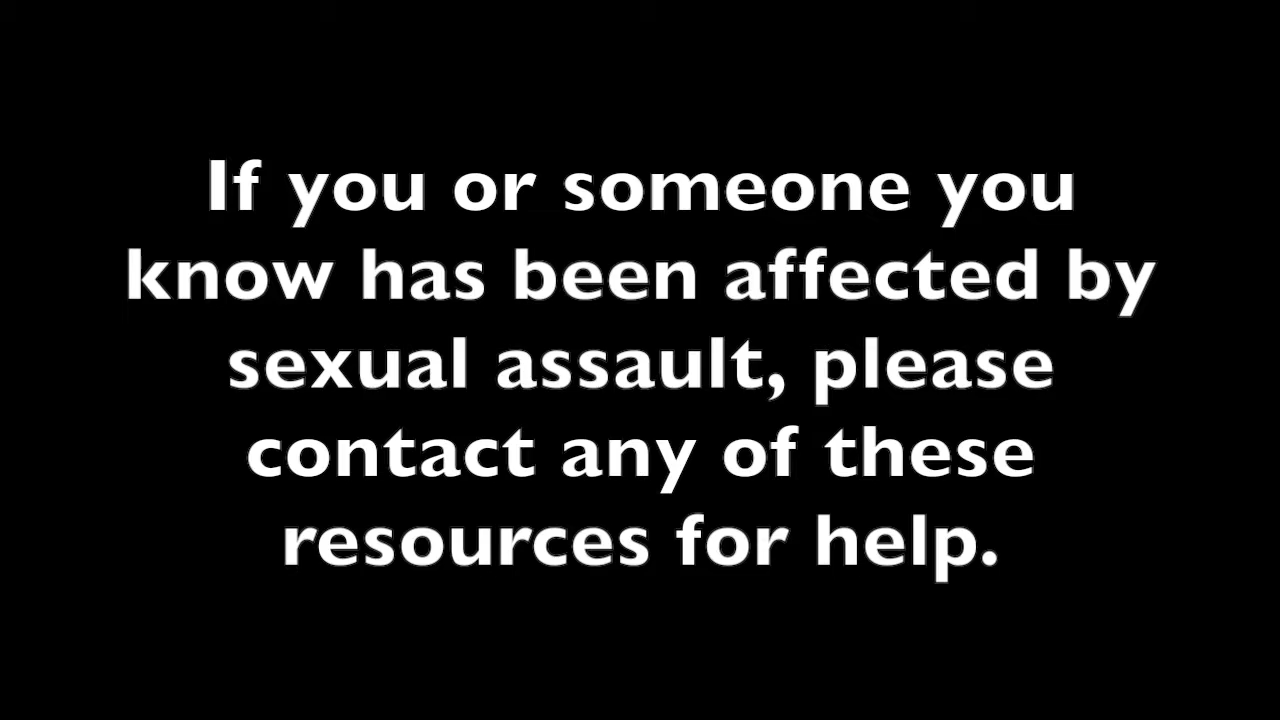 If you or someone you
know has been affected by
sexual assault, please
contact any of these
resources for help.